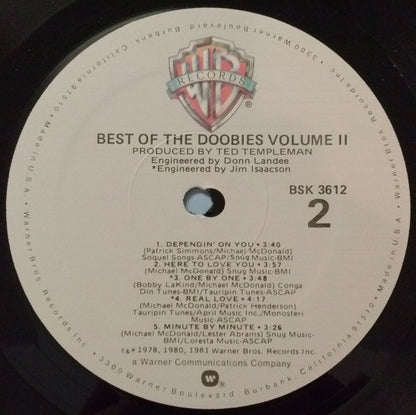 WB
RECORDS
®
BEST OF THE DOOBIES VOLUME II
PRODUCED BY TED TEMPLEMAN
Engineered by Donn Landee
*Engineered by Jim Isaacson
BSK 3612
2
1. DEPENDIN' ON YOU • 3:40
(Patrick Simmons/Michael McDonald)
Soquel Songs-ASCAP/Snug Music-BMI
2. HERE TO LOVE YOU • 3:57
(Michael McDonald) Snug Music-BMI
*3. ONE BY ONE • 3:48
(Bobby LaKind/Michael McDonald) Conga
Din Tunes-BMI/Tauripin Tunes-ASCAP
*4. REAL LOVE • 4:17
(Michael McDonald/Patrick Henderson)
Tauripin Tunes/April Music Inc./Monosteri
Music-ASCAP
5. MINUTE BY MINUTE • 3:26
(Michael McDonald/Lester Abrams) Snug Music-
BMI/Loresta Music-ASCAP
℗ 1978, 1980, 1981 Warner Bros. Records Inc.
a Warner Communications Company
Warner Bros. Records Inc. • 3300 Warner Boulevard, Burbank, California 91510 • Made in U.S.A. • Warner Bros. Records Inc. • 3300 Warner Boulevard, Burbank, California 91510 • Made in U.S.A. •